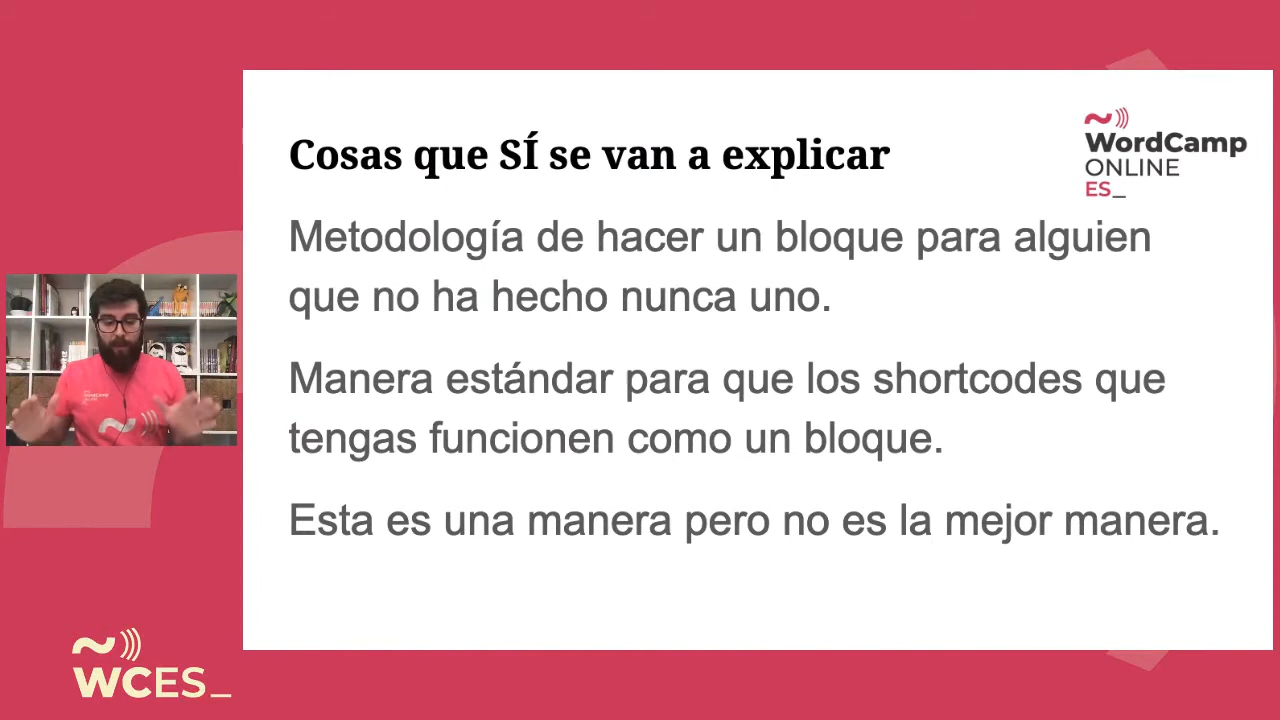 Cosas que SÍ se van a explicar
WordCamp
ONLINE
ES_
Metodología de hacer un bloque para alguien
que no ha hecho nunca uno.
Manera estándar para que los shortcodes que
tengas funcionen como un bloque.
Esta es una manera pero no es la mejor manera.
WCES_